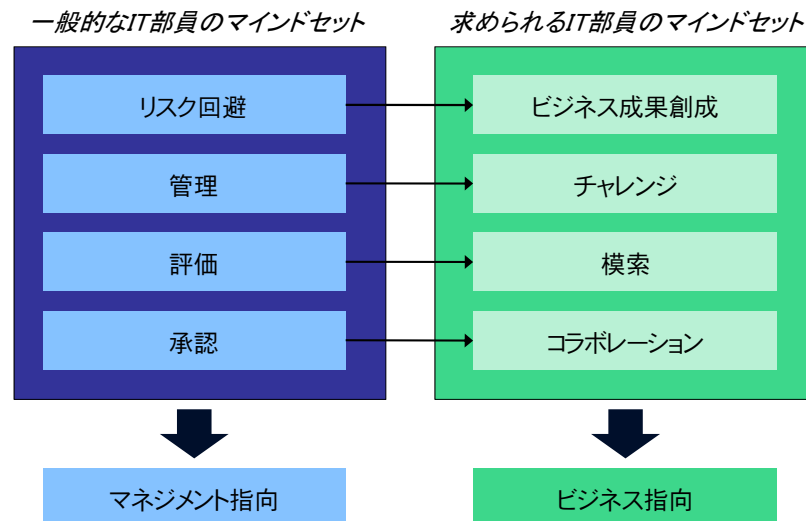 一般的なIT部員のマインドセット
求められるIT部員のマインドセット
リスク回避
ビジネス成果創成
管理
チャレンジ
評価
模索
承認
コラボレーション
マネジメント指向
ビジネス指向